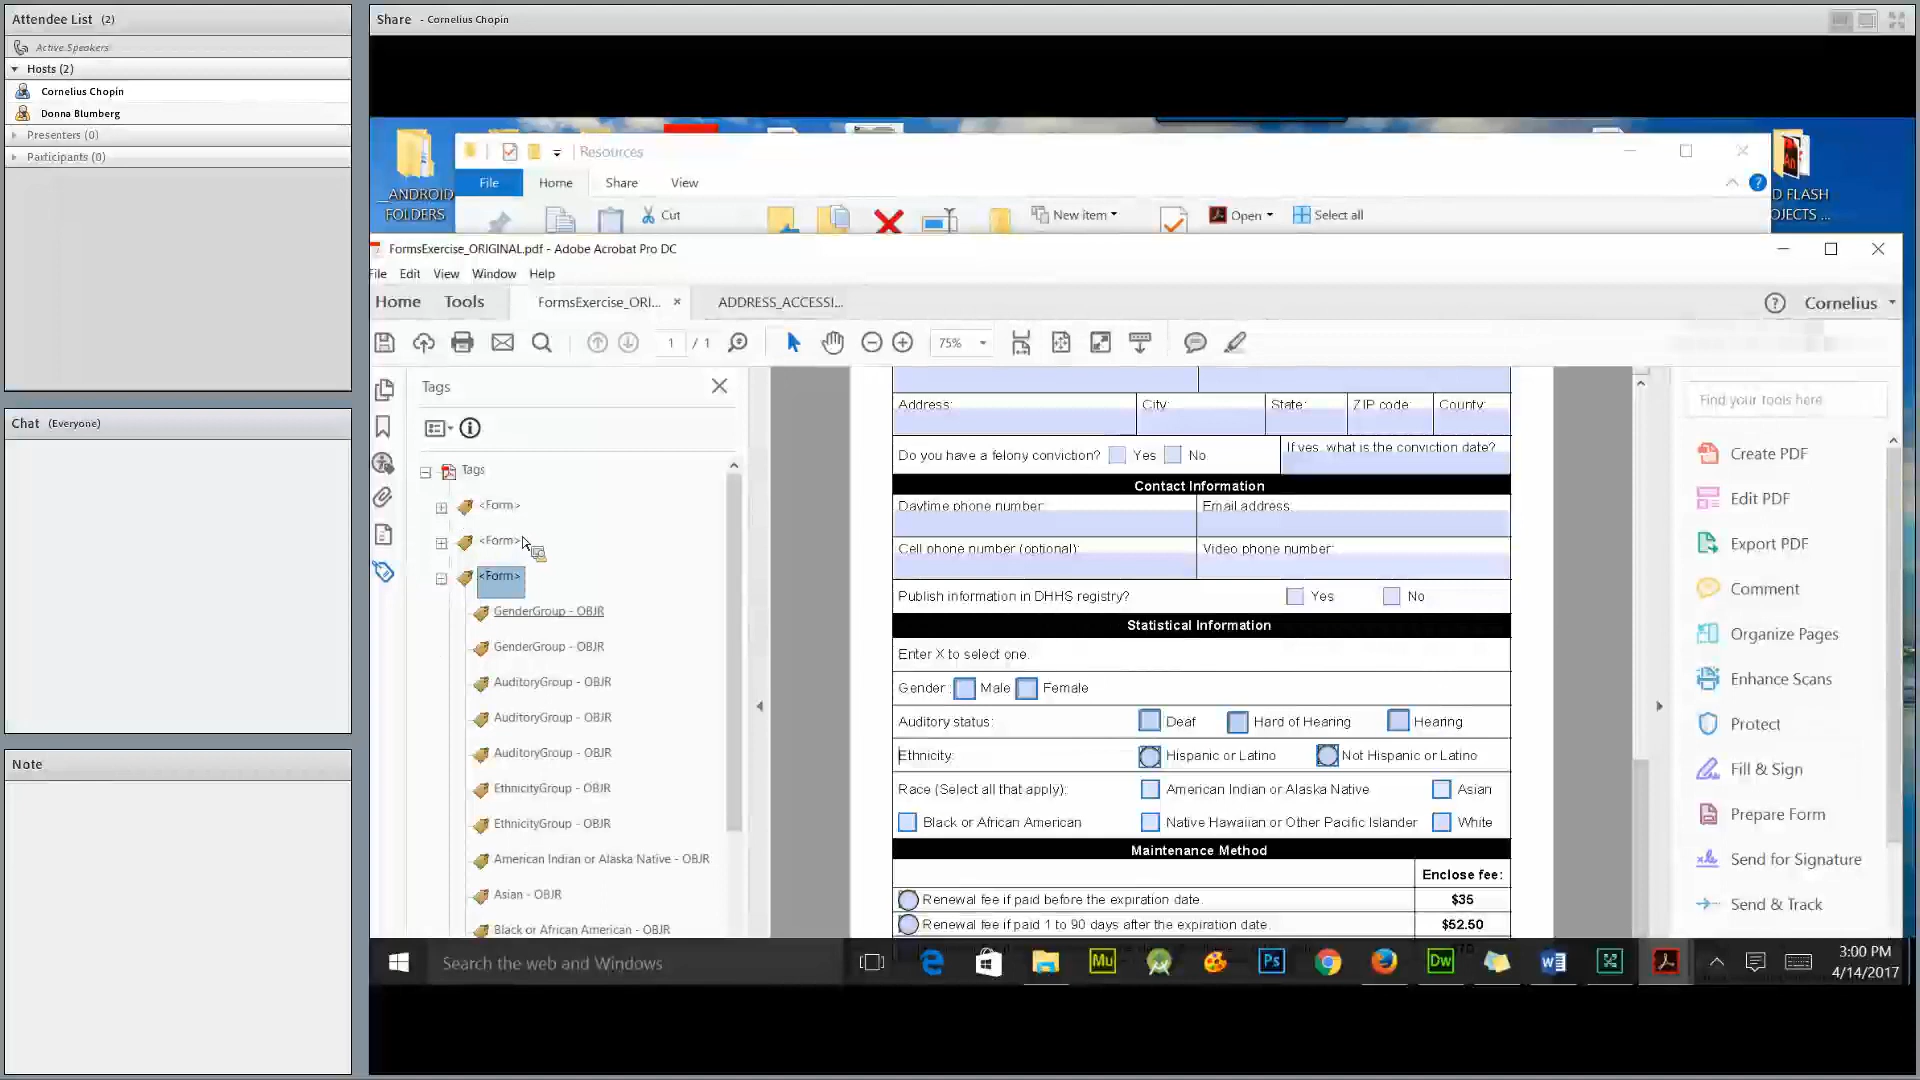 Attendee List (2)
Active Speakers
Hosts (2)
Cornelius Chopin
Donna Blumberg
Presenters (0)
Participants (0)
Chat (Everyone)
Note
Share - Cornelius Chopin
ANDROID
FOLDERS
Resources
File Home Share View
Cut
New item
Open
Select all
D FLASH
OJECTS ...
FormsExercise_ORIGINAL.pdf - Adobe Acrobat Pro DC
File Edit View Window Help
Home Tools FormsExercise_ORI... × ADDRESS_ACCESSI... Cornelius
1 / 1
75%
Tags
Tags
<Form>
<Form>
<Form>
GenderGroup - OBJR
GenderGroup - OBJR
AuditoryGroup - OBJR
AuditoryGroup - OBJR
AuditoryGroup - OBJR
EthnicityGroup - OBJR
EthnicityGroup - OBJR
American Indian or Alaska Native - OBJR
Asian - OBJR
Black or African American - OBJR
Address: City: State: ZIP code: County:
Do you have a felony conviction? Yes No If yes, what is the conviction date?
Contact Information
Daytime phone number: Email address:
Cell phone number (optional): Video phone number:
Publish information in DHHS registry? Yes No
Statistical Information
Enter X to select one.
Gender: Male Female
Auditory status: Deaf Hard of Hearing Hearing
Ethnicity: Hispanic or Latino Not Hispanic or Latino
Race (Select all that apply): American Indian or Alaska Native Asian
Black or African American Native Hawaiian or Other Pacific Islander White
Maintenance Method
Enclose fee:
Renewal fee if paid before the expiration date. $35
Renewal fee if paid 1 to 90 days after the expiration date. $52.50
Find your tools here
Create PDF
Edit PDF
Export PDF
Comment
Organize Pages
Enhance Scans
Protect
Fill & Sign
Prepare Form
Send for Signature
Send & Track
Search the web and Windows
Mu
Ps
Dw
3:00 PM
4/14/2017